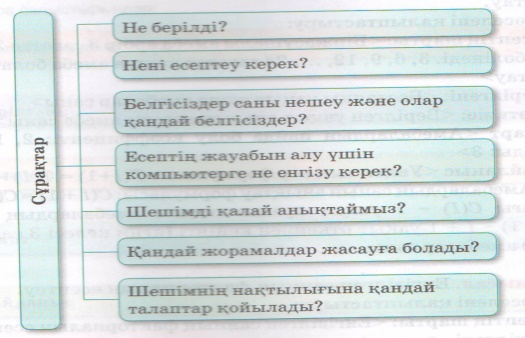 Сұрақтар
Не берілді?
Нені есептеу керек?
Белгісіздер саны нешеу және олар
қандай белгісіздер?
Есептің жауабын алу үшін
компьютерге не енгізу керек?
Шешімді қалай анықтаймыз?
Қандай жорамалдар жасауға болады?
Шешімнің нақтылығына қандай
талаптар қойылады?